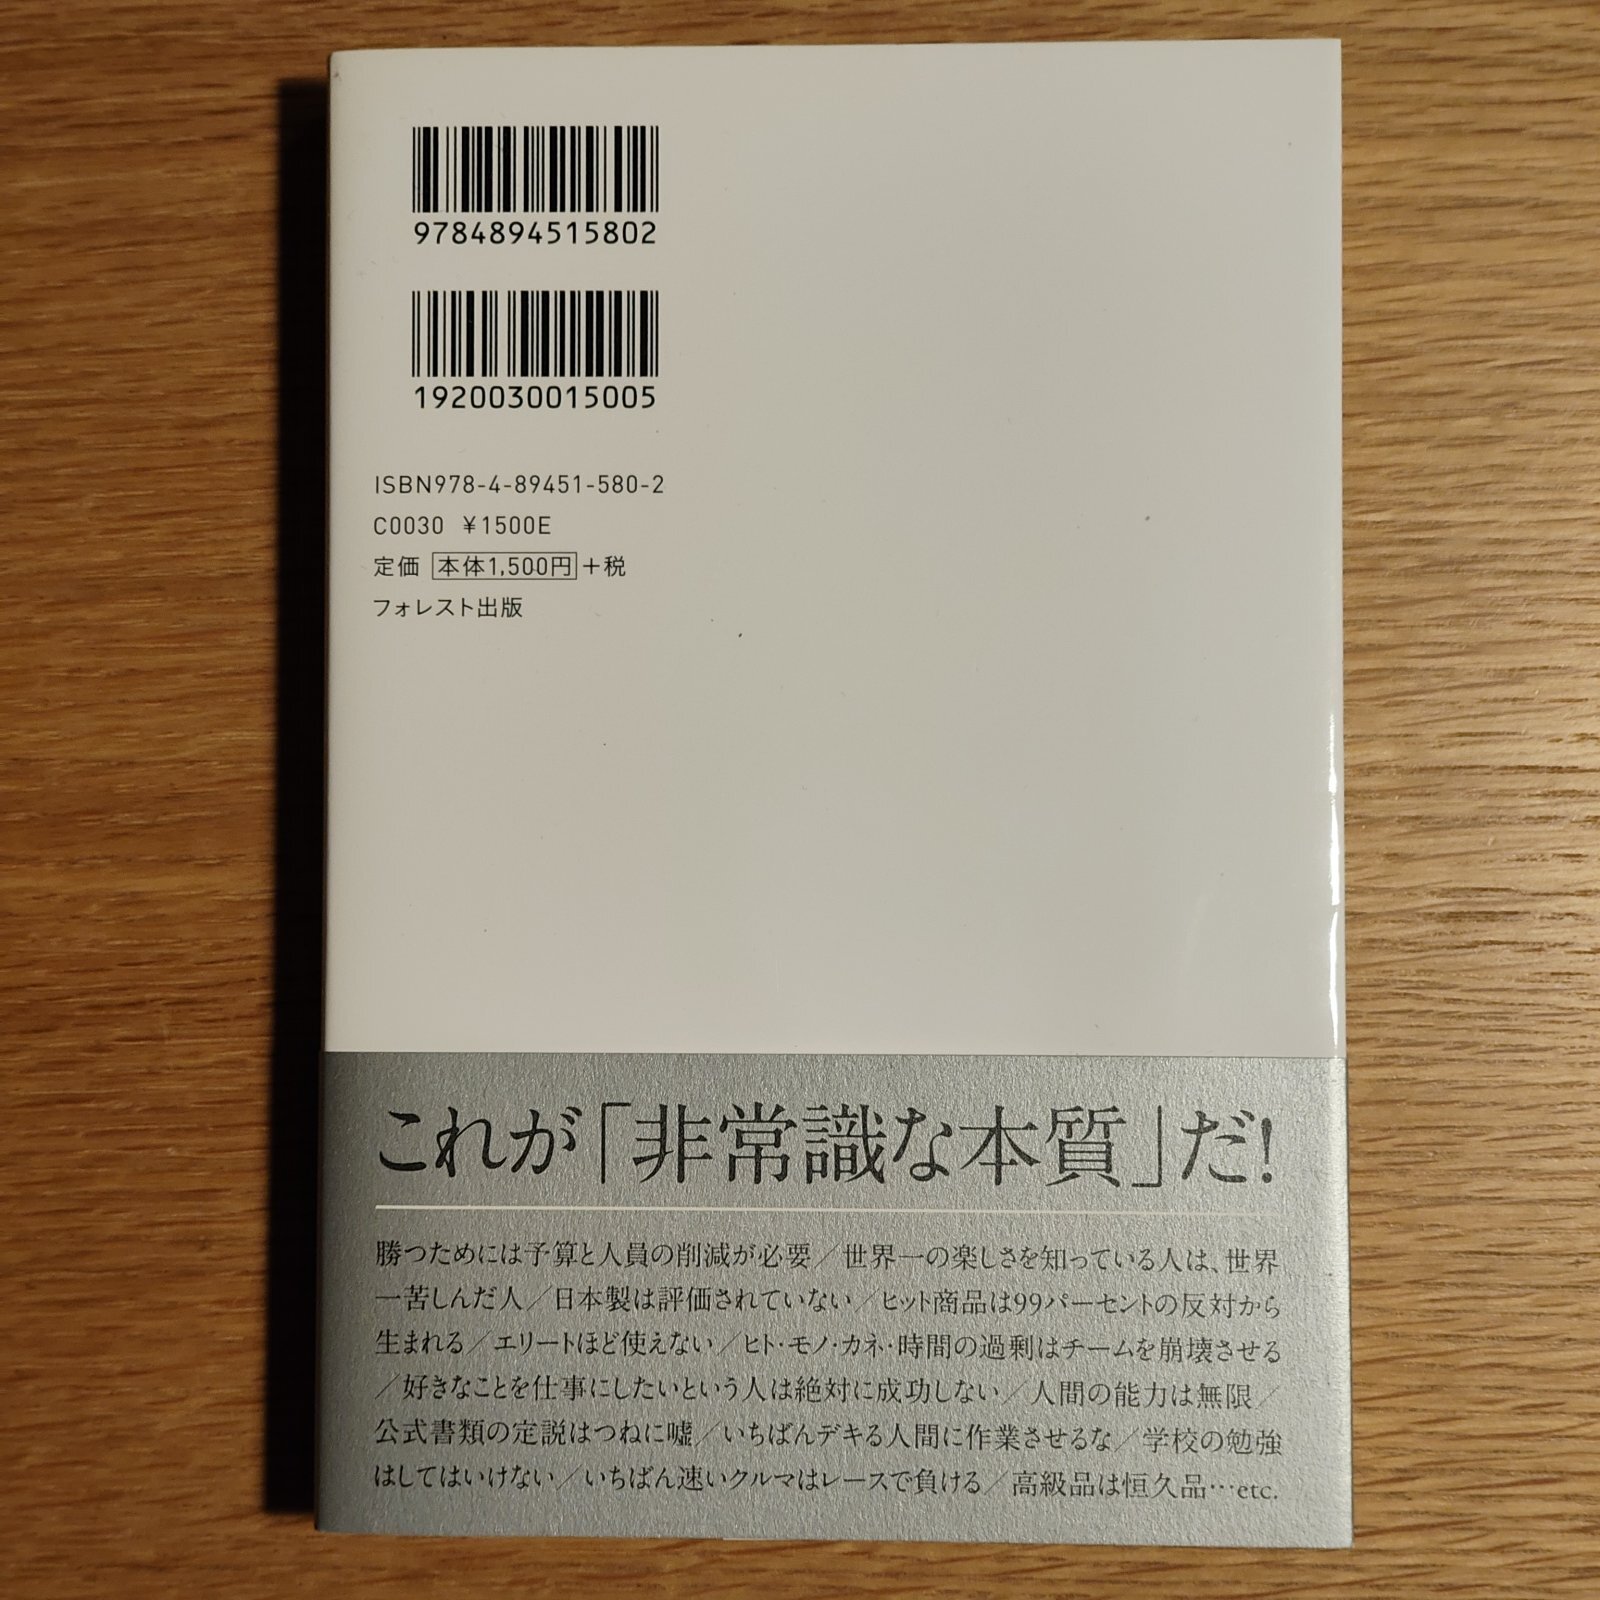 9784894515802
1920030015005
ISBN978-4-89451-580-2
C0030 ¥1500E
定価 本体1,500円+税
フォレスト出版
これが「非常識な本質」だ!
勝つためには予算と人員の削減が必要/世界一の楽しさを知っている人は、世界
一苦しんだ人/日本製は評価されていない/ヒット商品は99パーセントの反対から
生まれる/エリートほど使えない/ヒト・モノ・カネ・時間の過剰はチームを崩壊させる
/好きなことを仕事にしたいという人は絶対に成功しない/人間の能力は無限/
公式書類の定説はつねに嘘/いちばんデキる人間に作業させるな/学校の勉強
はしてはいけない/いちばん速いクルマはレースで負ける/高級品は恒久品…etc.